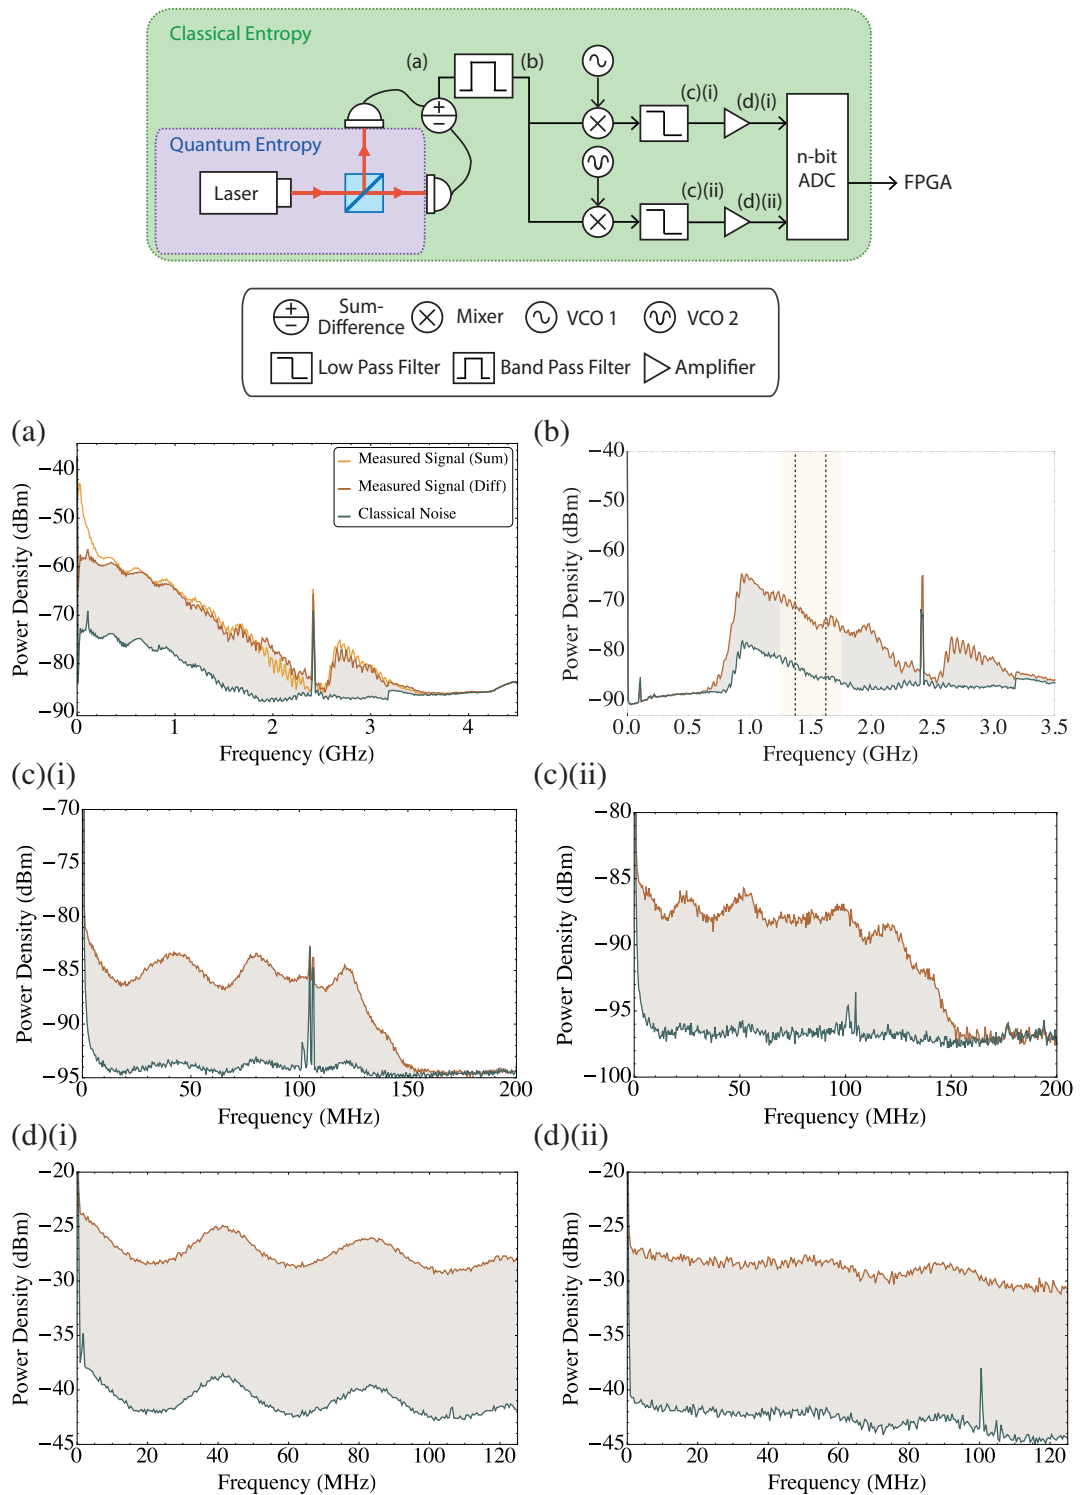 Classical Entropy
(a)
(b)
(c)(i)
(d)(i)
Quantum Entropy
Laser
n-bit
ADC
FPGA
(c)(ii)
(d)(ii)
Sum-
Difference
Mixer
VCO 1
VCO 2
Low Pass Filter
Band Pass Filter
Amplifier
(a)
Power Density (dBm)
−40
−50
−60
−70
−80
−90
Measured Signal (Sum)
Measured Signal (Diff)
Classical Noise
0
1
2
3
4
Frequency (GHz)
(b)
Power Density (dBm)
−40
−50
−60
−70
−80
−90
0.0
0.5
1.0
1.5
2.0
2.5
3.0
3.5
Frequency (GHz)
(c)(i)
Power Density (dBm)
−70
−75
−80
−85
−90
−95
0
50
100
150
200
Frequency (MHz)
(c)(ii)
Power Density (dBm)
−80
−85
−90
−95
−100
0
50
100
150
200
Frequency (MHz)
(d)(i)
Power Density (dBm)
−20
−25
−30
−35
−40
−45
0
20
40
60
80
100
120
Frequency (MHz)
(d)(ii)
Power Density (dBm)
−20
−25
−30
−35
−40
−45
0
20
40
60
80
100
120
Frequency (MHz)